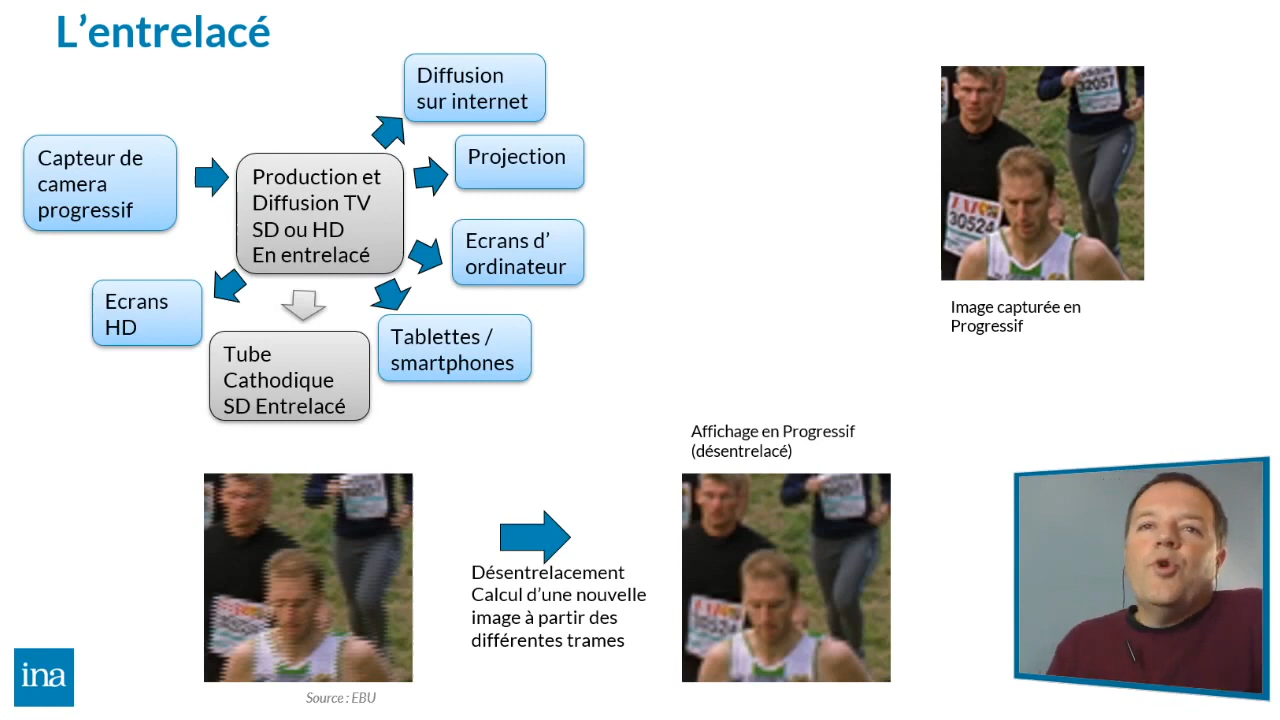 L'entrelacé
Diffusion
sur internet
Capteur de
camera
progressif
Production et
Diffusion TV
SD ou HD
En entrelacé
Projection
Ecrans d'
ordinateur
Ecrans
HD
Tablettes /
smartphones
Tube
Cathodique
SD Entrelacé
32057
30524
Image capturée en
Progressif
Affichage en Progressif
(désentrelacé)
Désentrelacement
Calcul d'une nouvelle
image à partir des
différentes trames
ina
Source : EBU